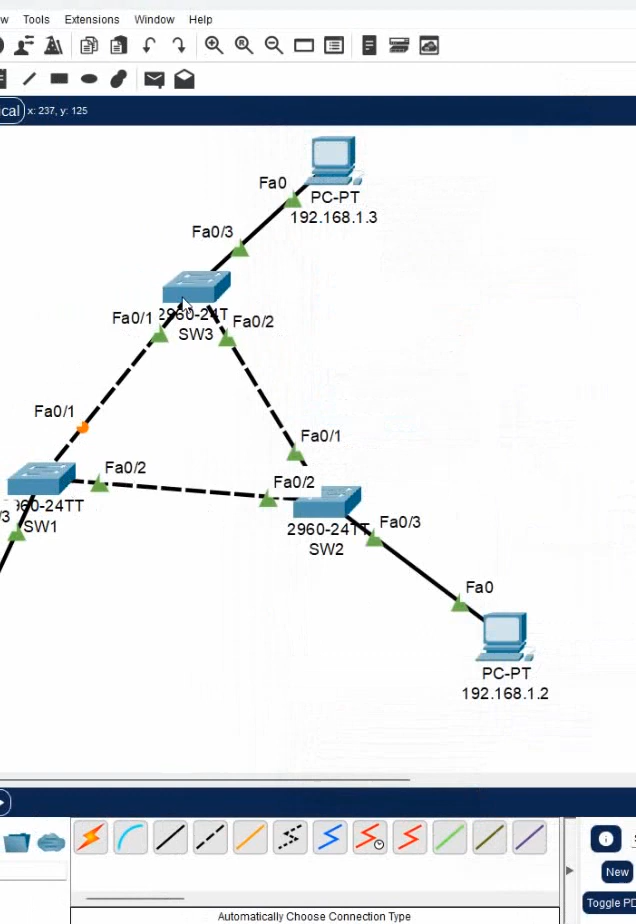 w Tools Extensions Window Help
cal x: 237, y: 125
Fa0
PC-PT
192.168.1.3
Fa0/3
Fa0/1
2960-24T
Fa0/2
SW3
Fa0/1
Fa0/1
Fa0/2
Fa0/2
960-24TT
/3
SW1
2960-24TT
Fa0/3
SW2
Fa0
PC-PT
192.168.1.2
New
Toggle PD
Automatically Choose Connection Type